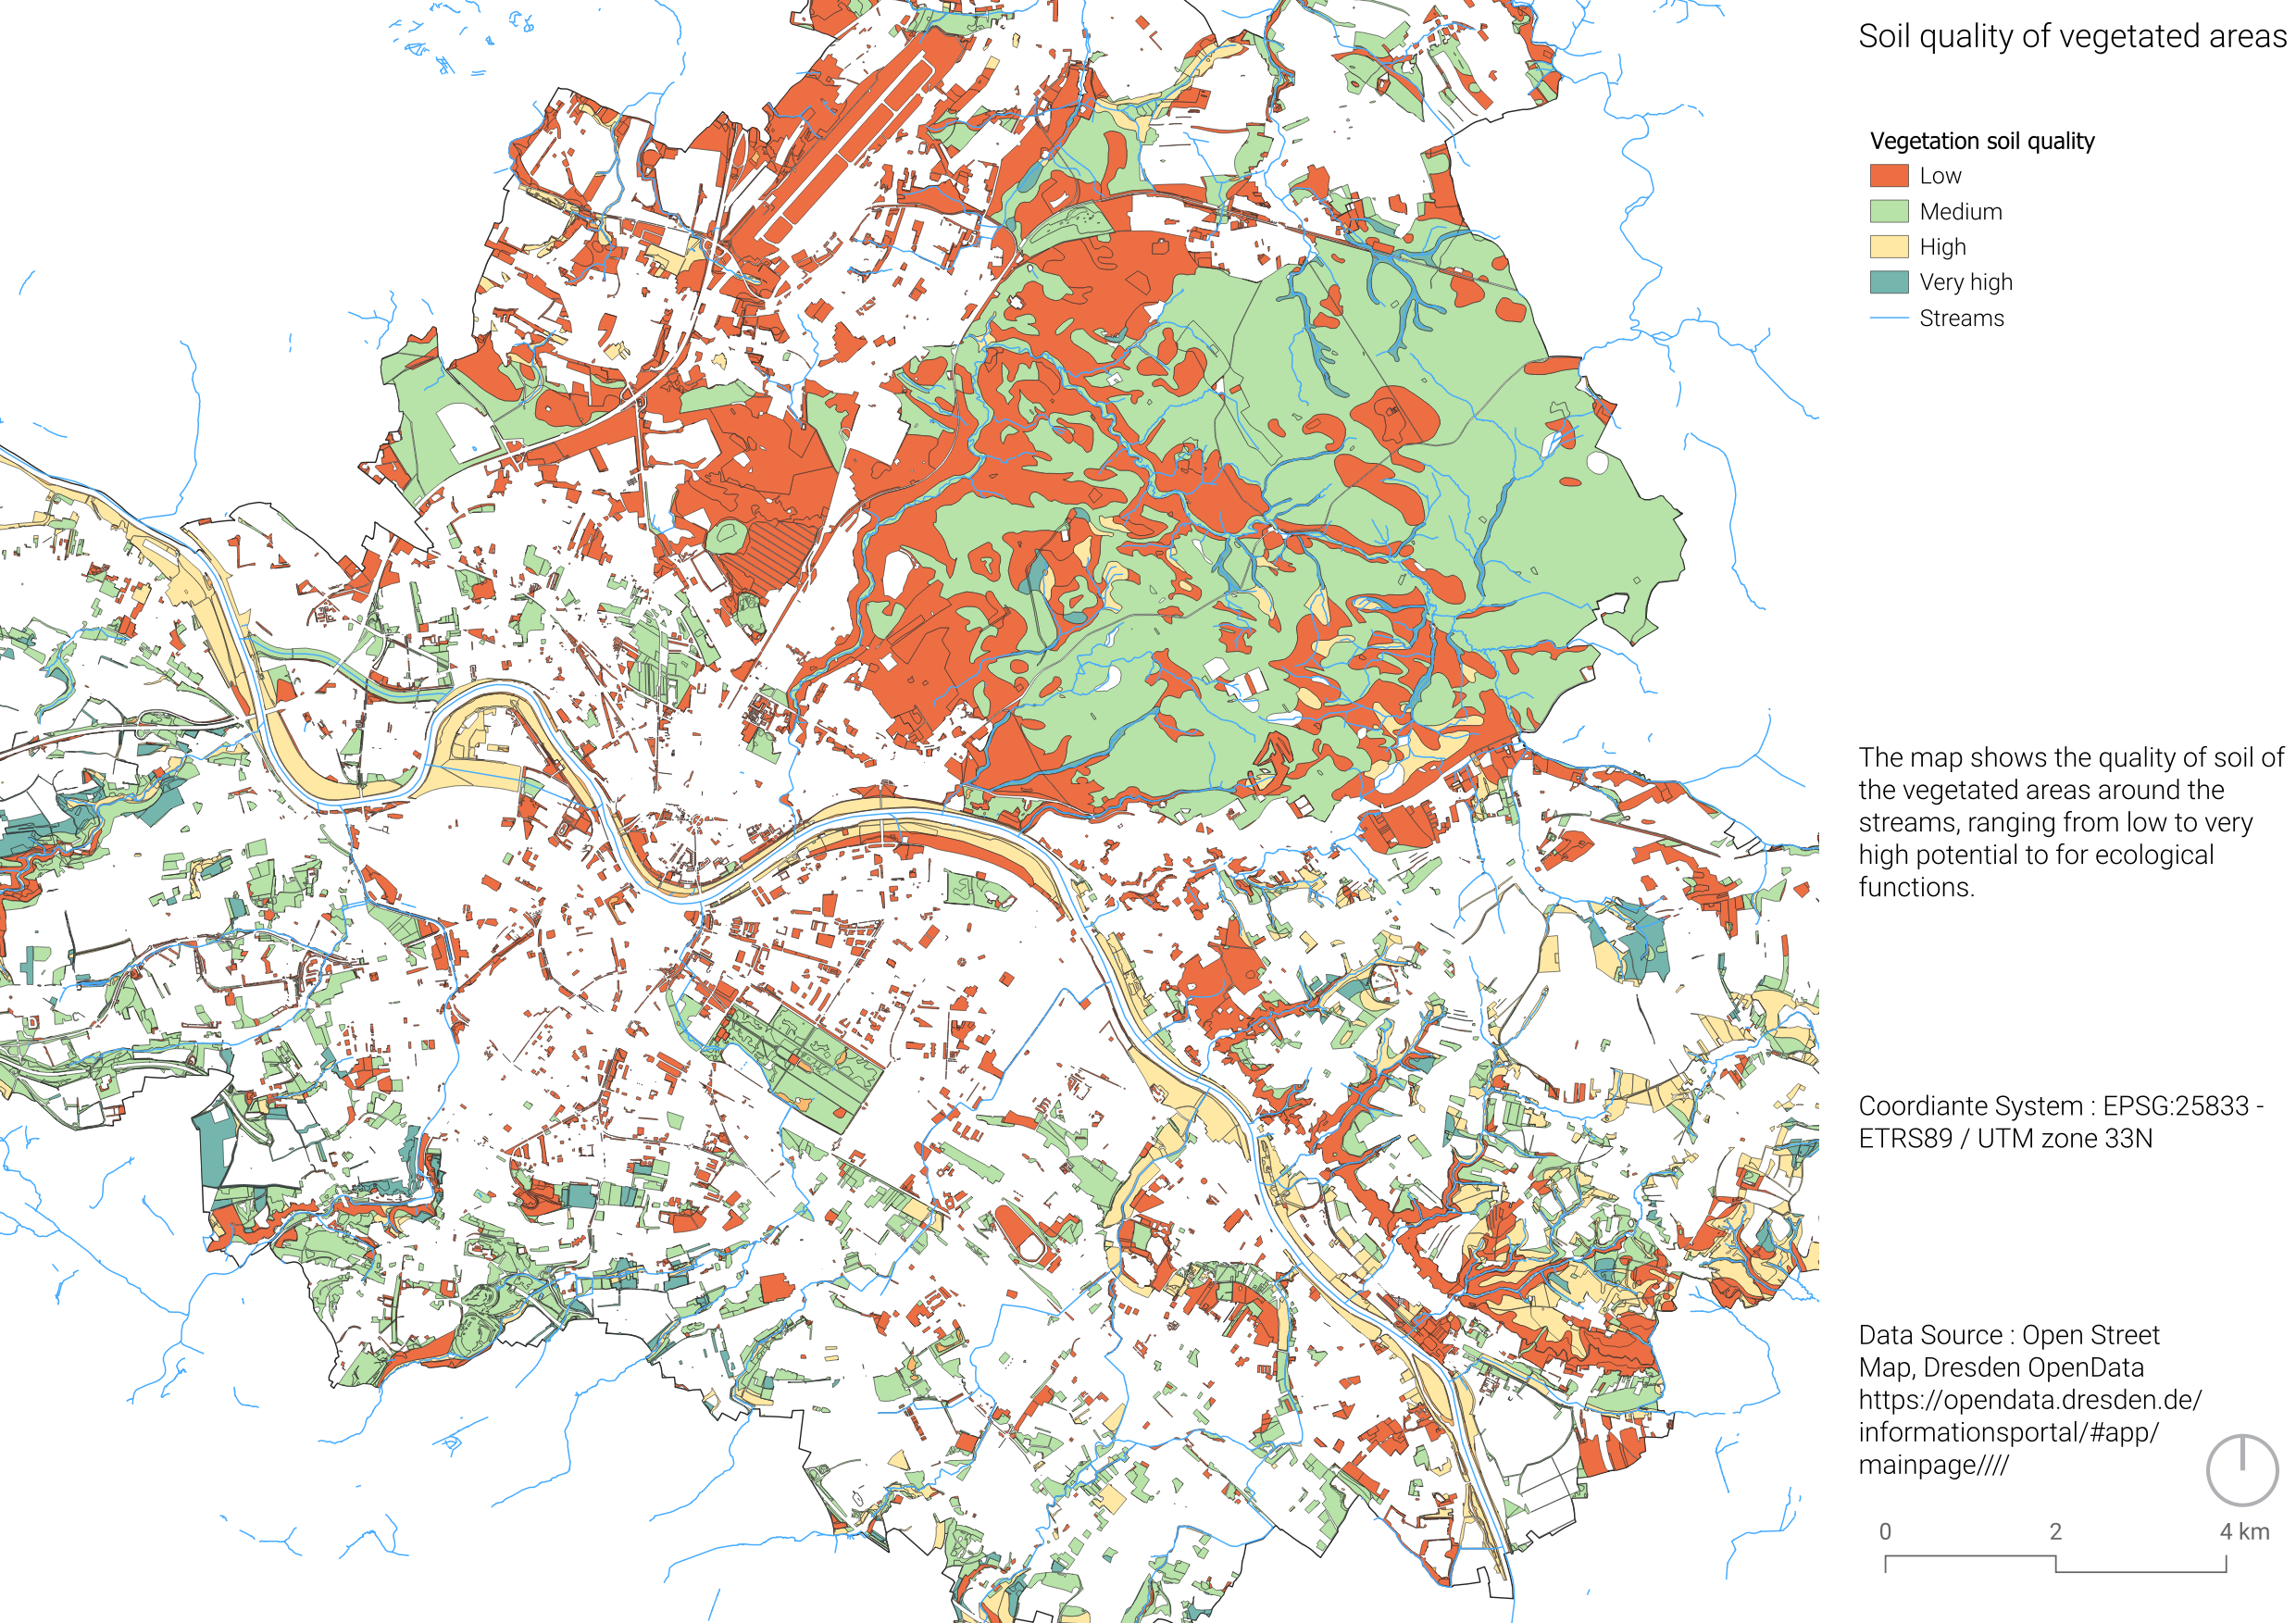 Soil quality of vegetated areas
Vegetation soil quality
Low
Medium
High
Very high
Streams
The map shows the quality of soil of
the vegetated areas around the
streams, ranging from low to very
high potential to for ecological
functions.
Coordiante System : EPSG:25833 -
ETRS89 / UTM zone 33N
Data Source : Open Street
Map, Dresden OpenData
https://opendata.dresden.de/
informationsportal/#app/
mainpage////
0 2 4 km